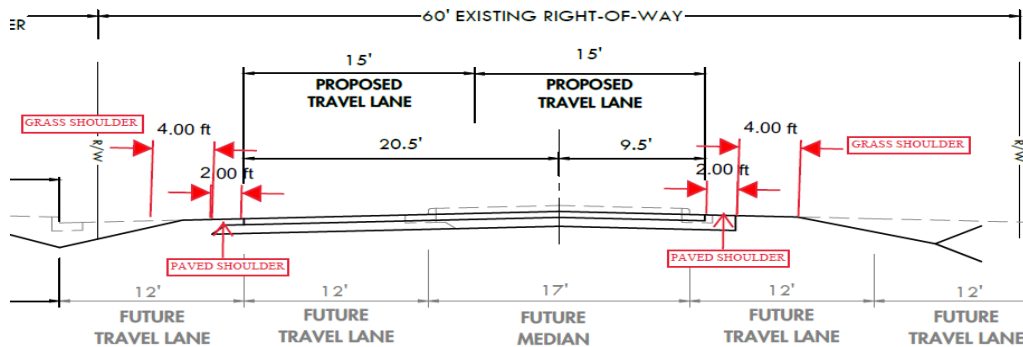 60' EXISTING RIGHT-OF-WAY
ER
15'
15'
PROPOSED
TRAVEL LANE
PROPOSED
TRAVEL LANE
GRASS SHOULDER
4.00 ft
4.00 ft
GRASS SHOULDER
R/W
20.5'
9.5'
R/W
2.00 ft
2.00 ft
PAVED SHOULDER
PAVED SHOULDER
12'
12'
17'
12'
12'
FUTURE
TRAVEL LANE
FUTURE
TRAVEL LANE
FUTURE
MEDIAN
FUTURE
TRAVEL LANE
FUTURE
TRAVEL LANE